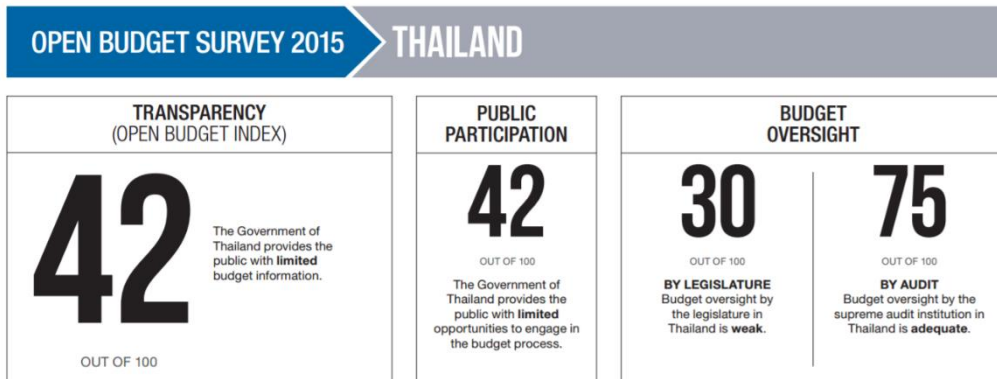 OPEN BUDGET SURVEY 2015
THAILAND
TRANSPARENCY
(OPEN BUDGET INDEX)
42
The Government of
Thailand provides the
public with limited
budget information.
OUT OF 100
PUBLIC
PARTICIPATION
42
OUT OF 100
The Government of
Thailand provides the
public with limited
opportunities to engage in
the budget process.
BUDGET
OVERSIGHT
30
OUT OF 100
BY LEGISLATURE
Budget oversight by
the legislature in
Thailand is weak.
75
OUT OF 100
BY AUDIT
Budget oversight by the
supreme audit institution in
Thailand is adequate.